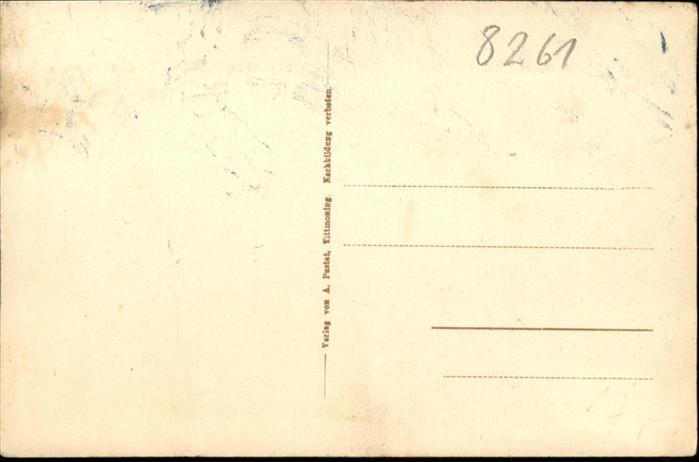 8261
Verlag von A. Pustet, Tittmoning. Nachbildung verboten.